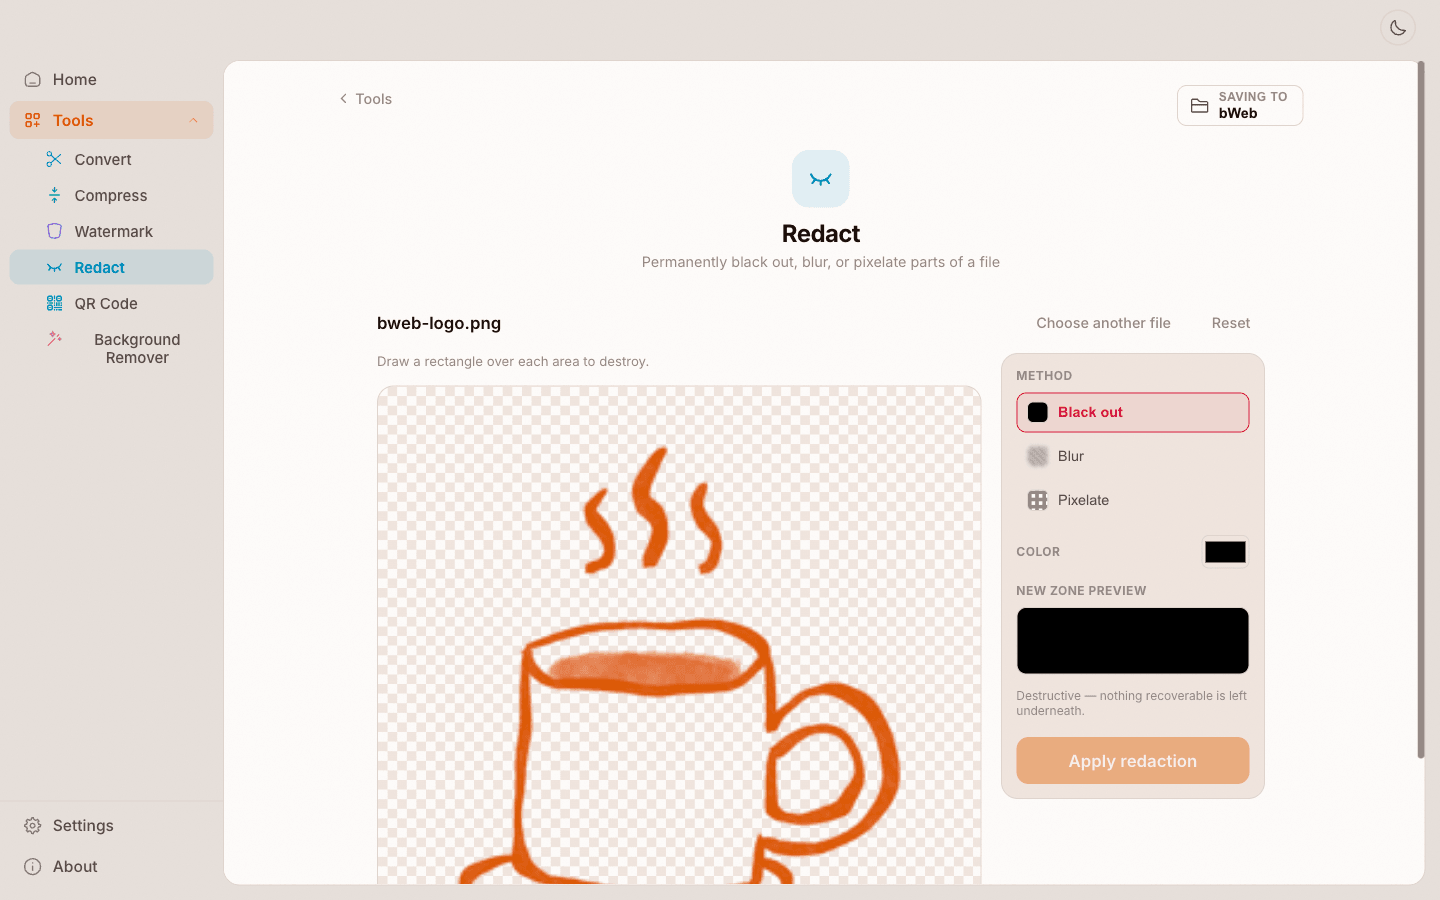 Home
Tools
Convert
Compress
Watermark
Redact
QR Code
Background
Remover
Settings
About
Tools
SAVING TO
bWeb
Redact
Permanently black out, blur, or pixelate parts of a file
bweb-logo.png
Choose another file
Reset
Draw a rectangle over each area to destroy.
METHOD
Black out
Blur
Pixelate
COLOR
NEW ZONE PREVIEW
Destructive — nothing recoverable is left
underneath.
Apply redaction